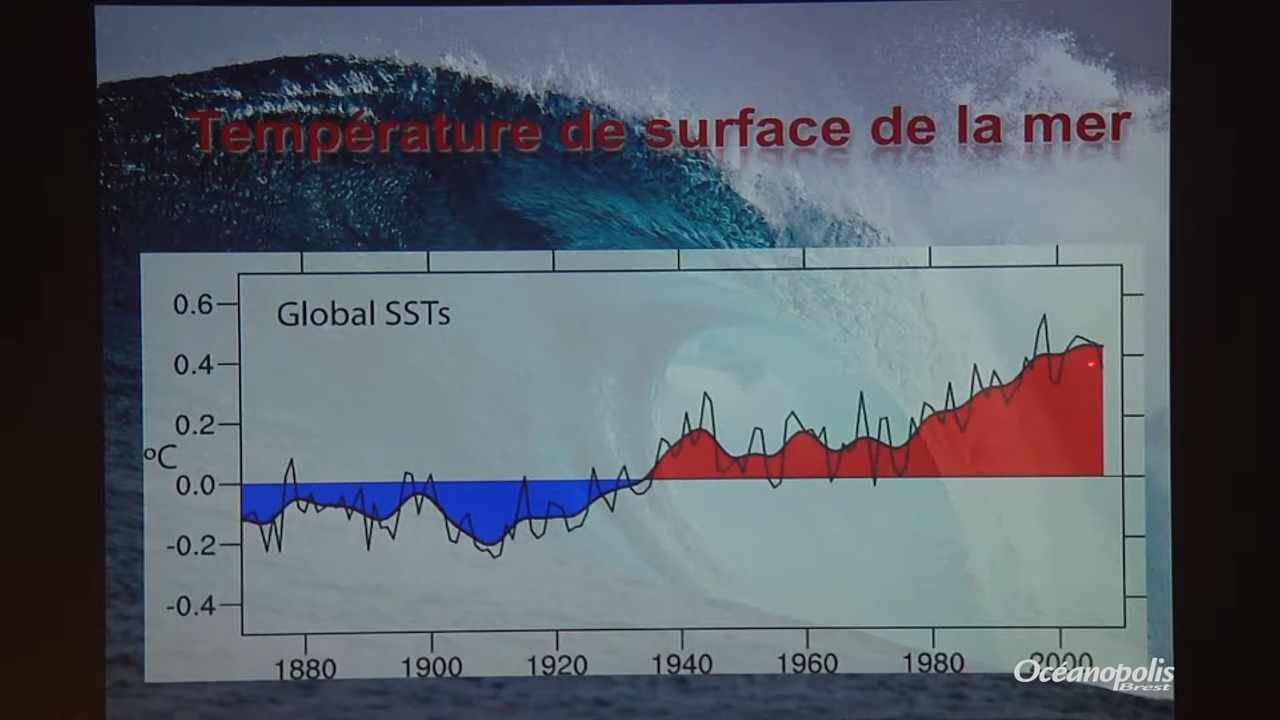 Température de surface de la mer
Global SSTs
0.6
0.4
0.2
ºC
0.0
-0.2
-0.4
1880 1900 1920 1940 1960 1980 2000
Océanopolis
Brest